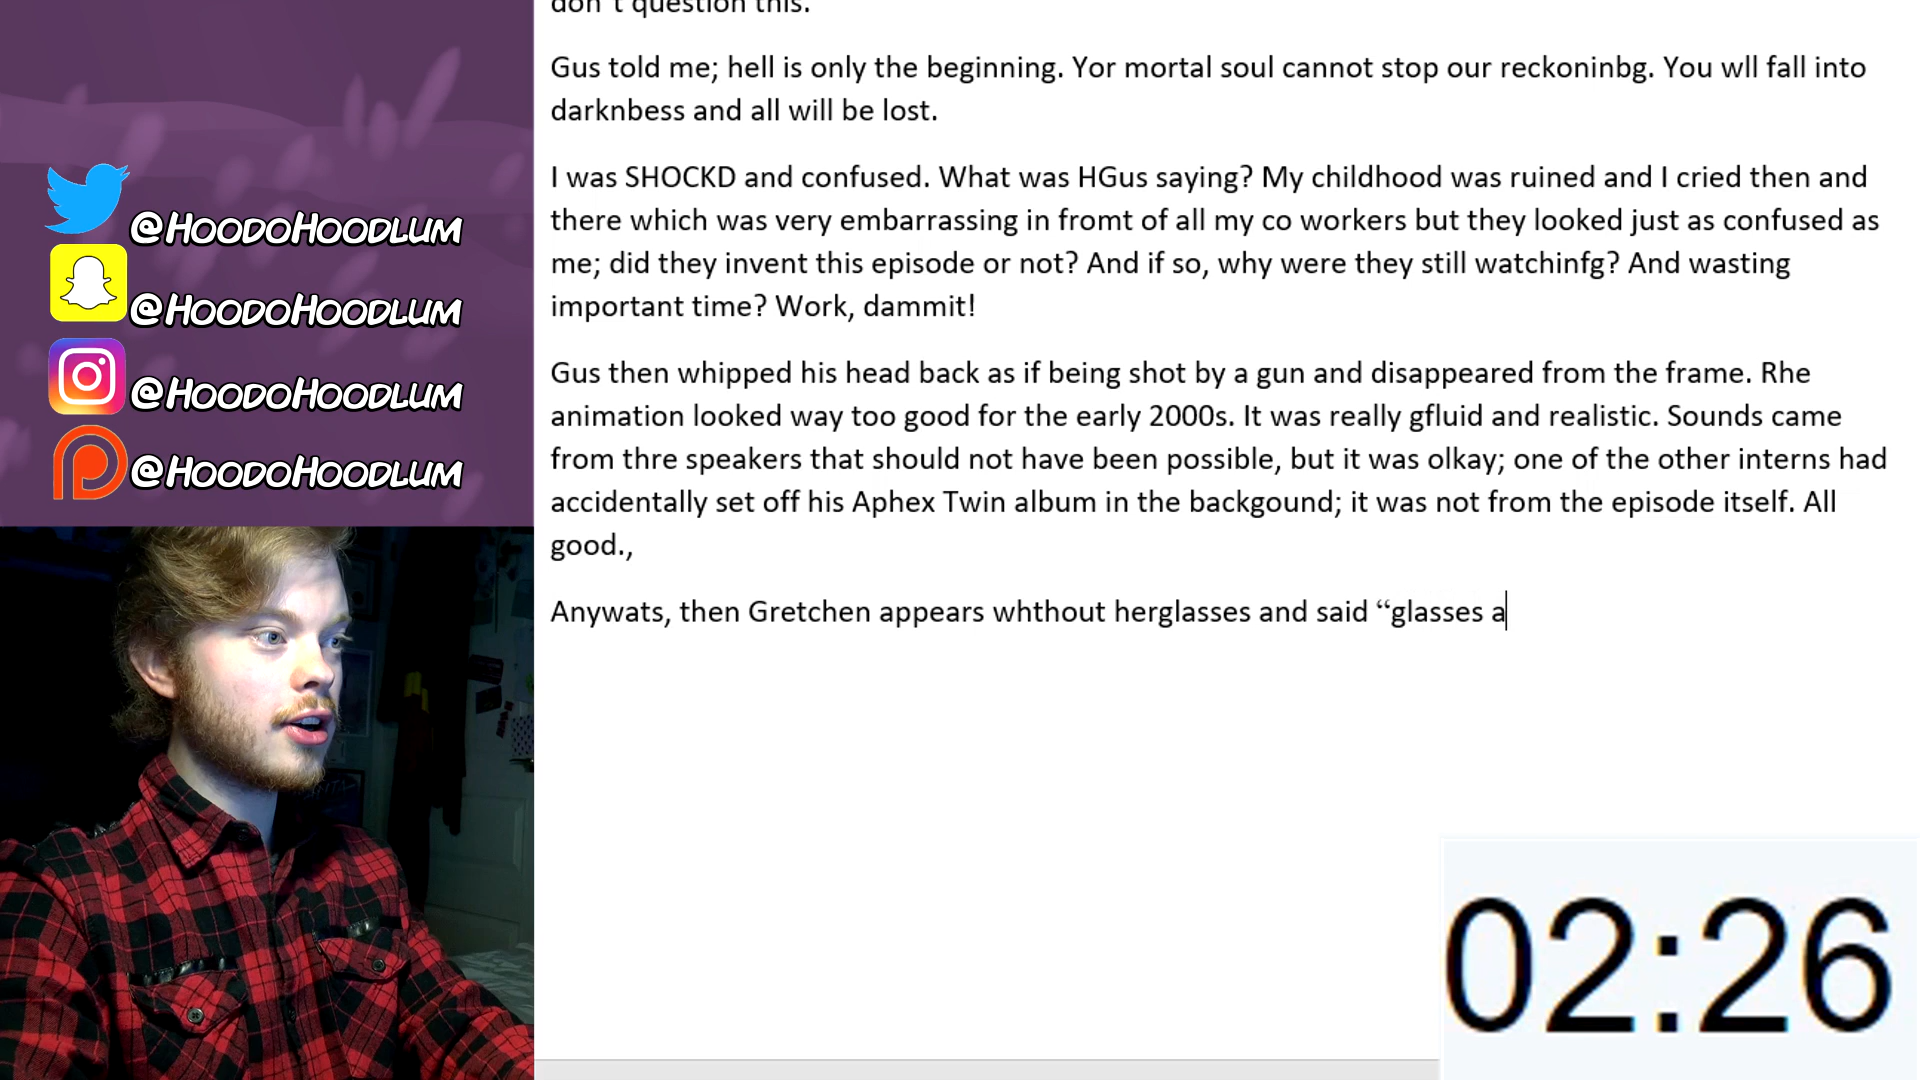 don't question this.
Gus told me; hell is only the beginning. Yor mortal soul cannot stop our reckoninbg. You wll fall into
darknbess and all will be lost.
I was SHOCKD and confused. What was HGus saying? My childhood was ruined and I cried then and
there which was very embarrassing in fromt of all my co workers but they looked just as confused as
me; did they invent this episode or not? And if so, why were they still watchinfg? And wasting
important time? Work, dammit!
Gus then whipped his head back as if being shot by a gun and disappeared from the frame. Rhe
animation looked way too good for the early 2000s. It was really gfluid and realistic. Sounds came
from thre speakers that should not have been possible, but it was olkay; one of the other interns had
accidentally set off his Aphex Twin album in the backgound; it was not from the episode itself. All
good.,
Anywats, then Gretchen appears whthout herglasses and said “glasses a
@HOODOHOODLUM
@HOODOHOODLUM
@HOODOHOODLUM
@HOODOHOODLUM
02:26